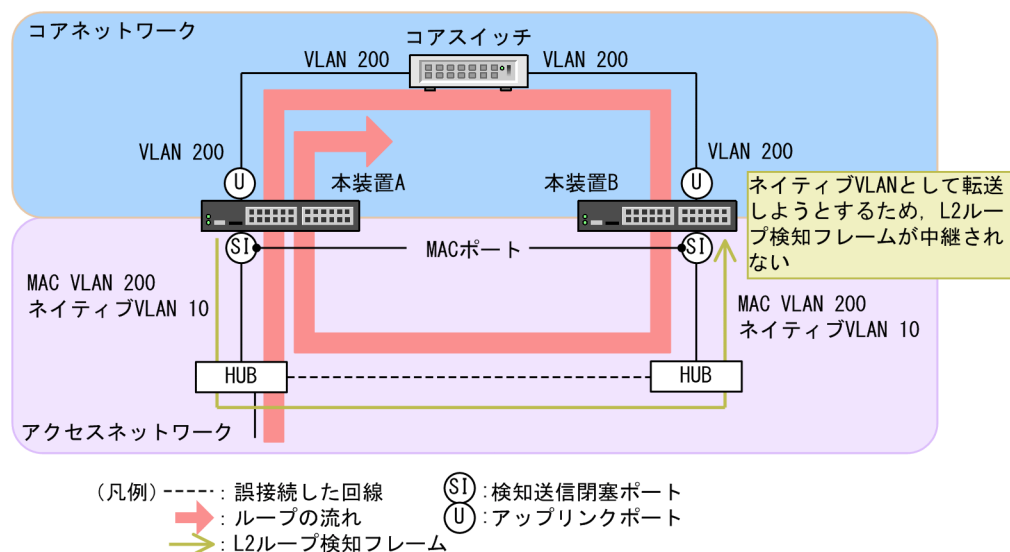 コアネットワーク
コアスイッチ
VLAN 200
VLAN 200
VLAN 200
VLAN 200
U
U
本装置A
本装置B
ネイティブVLANとして転送
しようとするため，L2ルー
プ検知フレームが中継され
ない
SI
MACポート
SI
MAC VLAN 200
ネイティブVLAN 10
MAC VLAN 200
ネイティブVLAN 10
HUB
HUB
アクセスネットワーク
（凡例）
：誤接続した回線
SI：検知送信閉塞ポート
：ループの流れ
U：アップリンクポート
：L2ループ検知フレーム